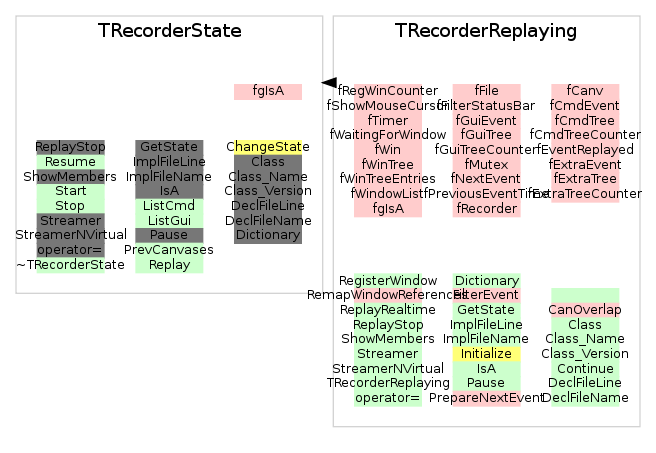 TRecorderState
fgIsA
ReplayStop
Resume
ShowMembers
Start
Stop
Streamer
StreamerNVirtual
operator=
~TRecorderState
GetState
ImplFileLine
ImplFileName
IsA
ListCmd
ListGui
Pause
PrevCanvases
Replay
ChangeState
Class
Class_Name
Class_Version
DeclFileLine
DeclFileName
Dictionary
TRecorderReplaying
fRegWinCounter
fShowMouseCursor
fTimer
fWaitingForWindow
fWin
fWinTree
fWinTreeEntries
fWindowList
fgIsA
fFile
fFilterStatusBar
fGuiEvent
fGuiTree
fGuiTreeCounter
fMutex
fNextEvent
fPreviousEventTime
fRecorder
fCanv
fCmdEvent
fCmdTree
fCmdTreeCounter
fEventReplayed
fExtraEvent
fExtraTree
fExtraTreeCounter
RegisterWindow
RemapWindowReferences
ReplayRealtime
ReplayStop
ShowMembers
Streamer
StreamerNVirtual
TRecorderReplaying
operator=
Dictionary
FilterEvent
GetState
ImplFileLine
ImplFileName
Initialize
IsA
Pause
PrepareNextEvent
CanOverlap
Class
Class_Name
Class_Version
Continue
DeclFileLine
DeclFileName